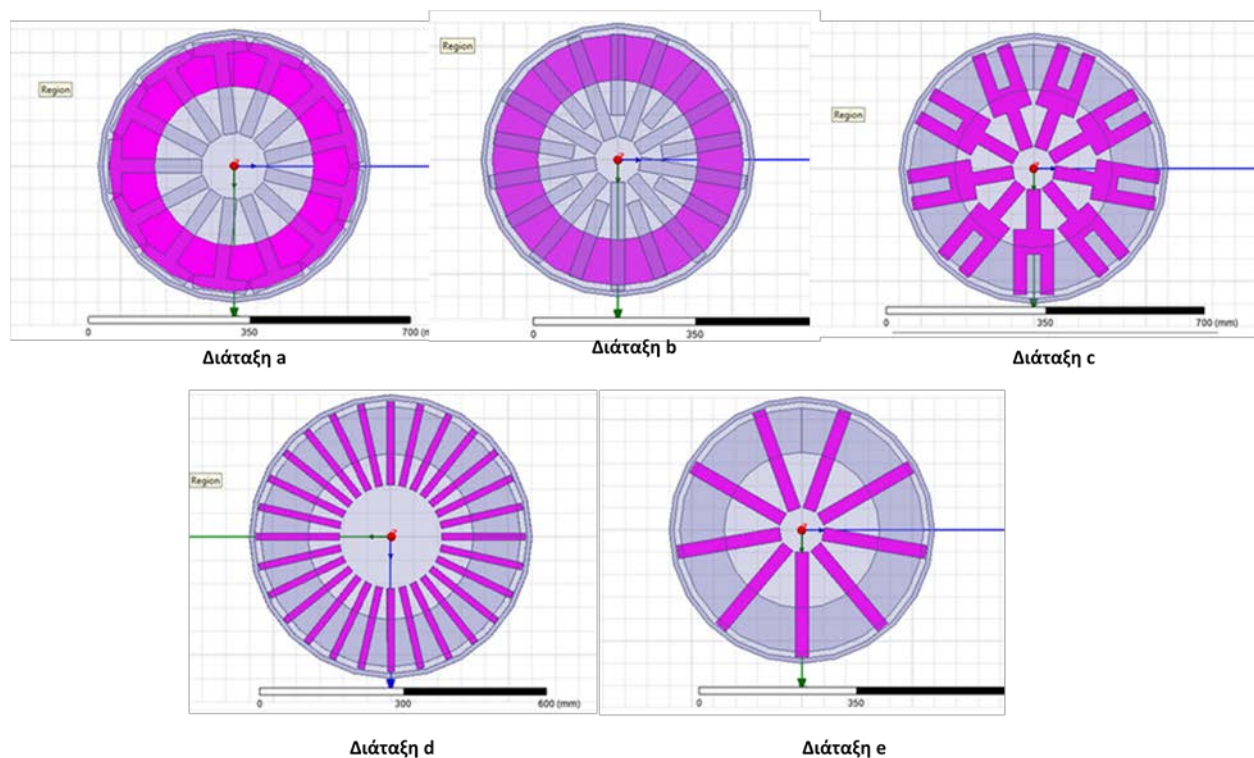 Region
0
350
700 (m
Διάταξη a
Region
0
350
Διάταξη b
Region
0
350
700 (mm)
Διάταξη c
Region
0
300
600 (mm)
Διάταξη d
0
350
Διάταξη e